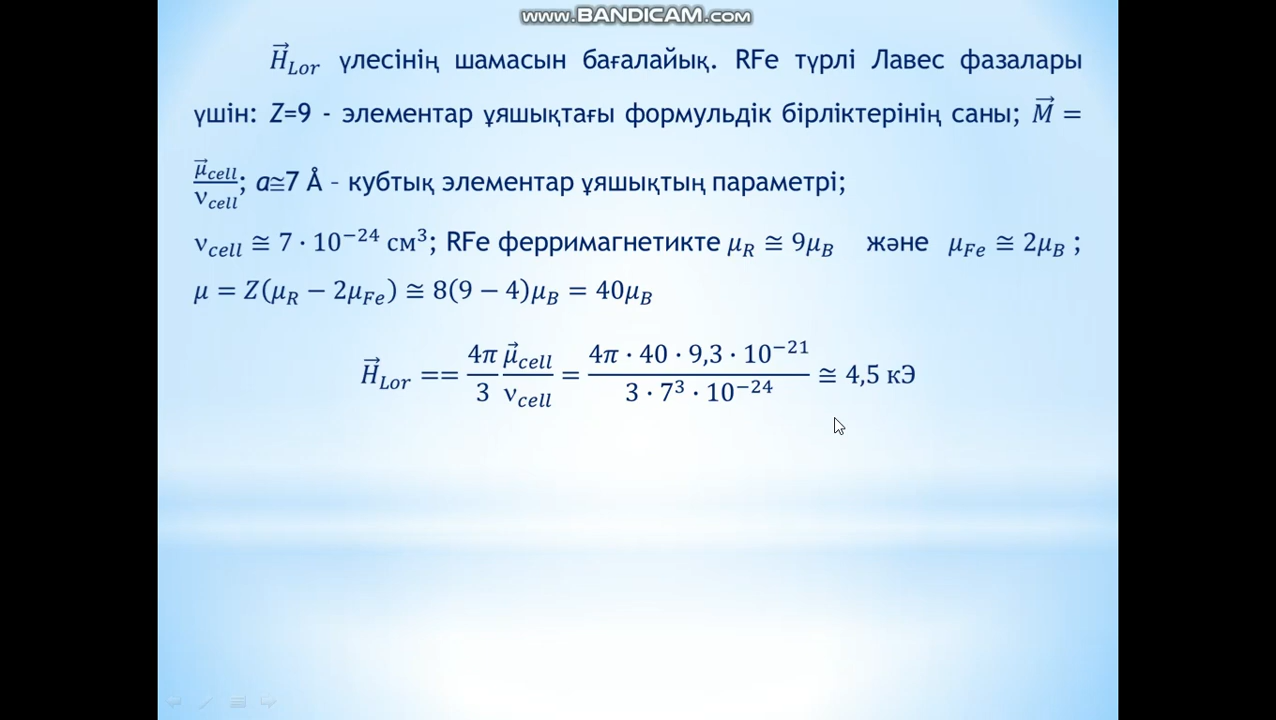 www.BANDICAM.com
H⃗_Lor үлесінің шамасын бағалайық. RFe түрлі Лавес фазалары
үшін: Z=9 - элементар ұяшықтағы формульдік бірліктерінің саны; M⃗ =
μ⃗_cell/ν_cell; a≅7 Å – кубтық элементар ұяшықтың параметрі;
ν_cell ≅ 7 · 10⁻²⁴ см³; RFe ферримагнетикте μ_R ≅ 9μ_B және μ_Fe ≅ 2μ_B ;
μ = Z(μ_R − 2μ_Fe) ≅ 8(9 − 4)μ_B = 40μ_B
H⃗_Lor == 4π/3 μ⃗_cell/ν_cell = (4π · 40 · 9,3 · 10⁻²¹)/(3 · 7³ · 10⁻²⁴) ≅ 4,5 кЭ